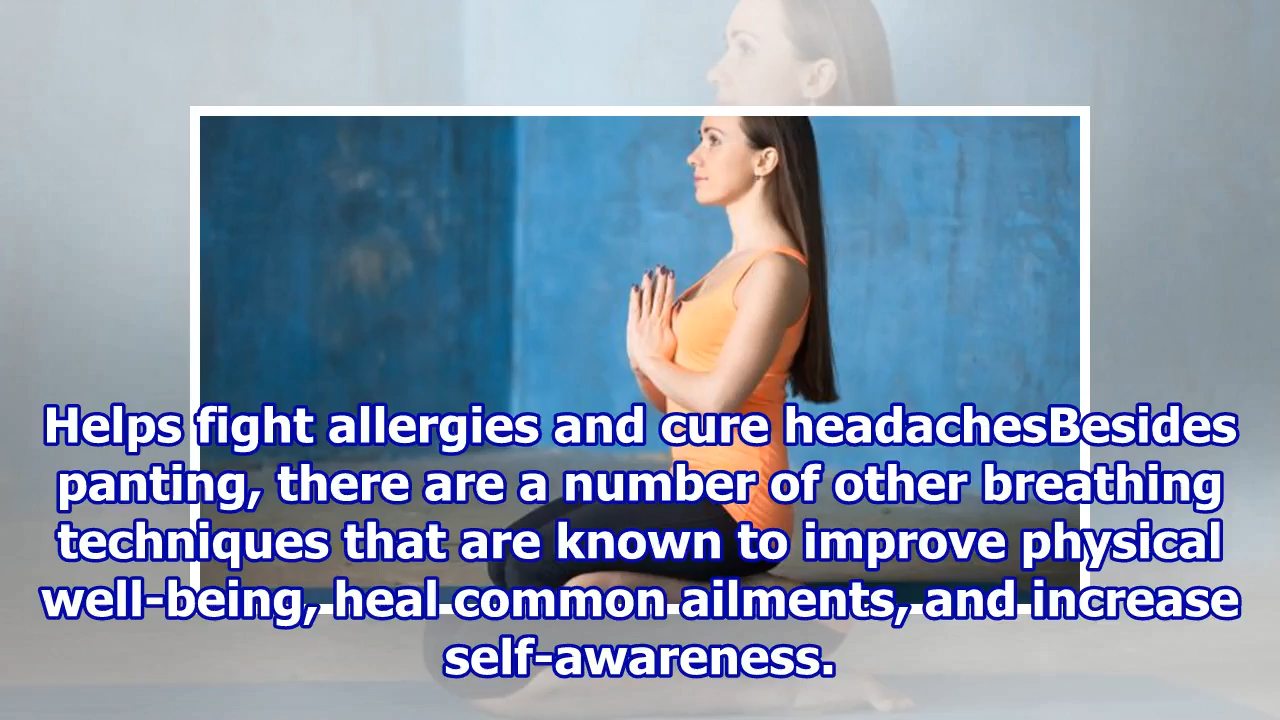 Helps fight allergies and cure headachesBesides
panting, there are a number of other breathing
techniques that are known to improve physical
well-being, heal common ailments, and increase
self-awareness.